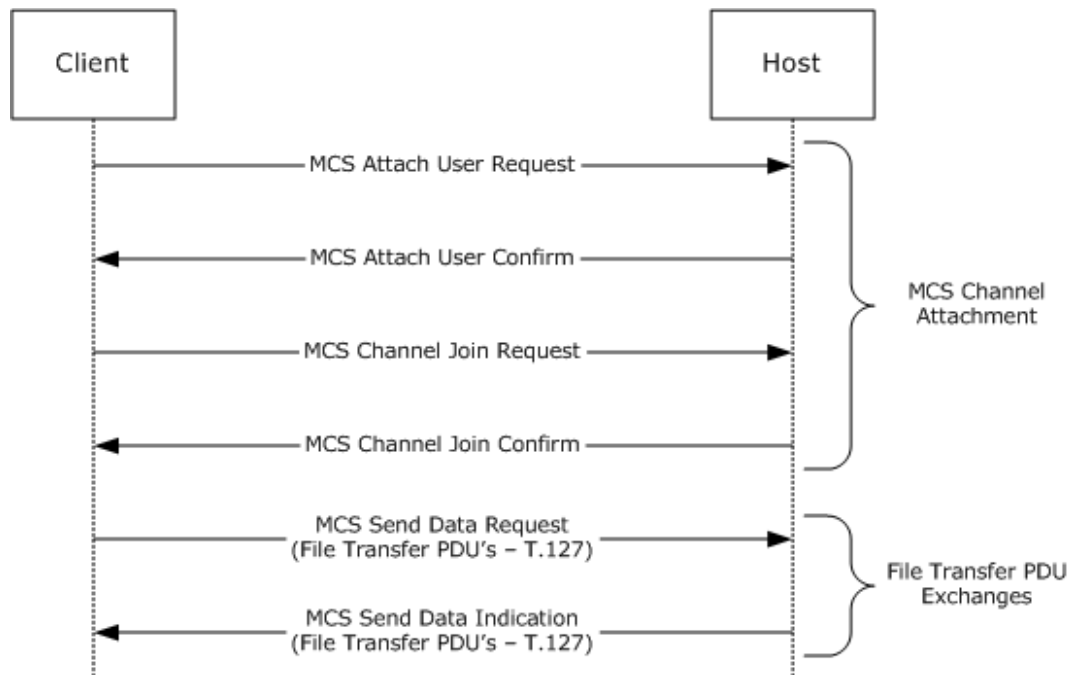 Client
Host
MCS Attach User Request
MCS Attach User Confirm
MCS Channel Join Request
MCS Channel Join Confirm
MCS Channel
Attachment
MCS Send Data Request
(File Transfer PDU's – T.127)
MCS Send Data Indication
(File Transfer PDU's – T.127)
File Transfer PDU
Exchanges